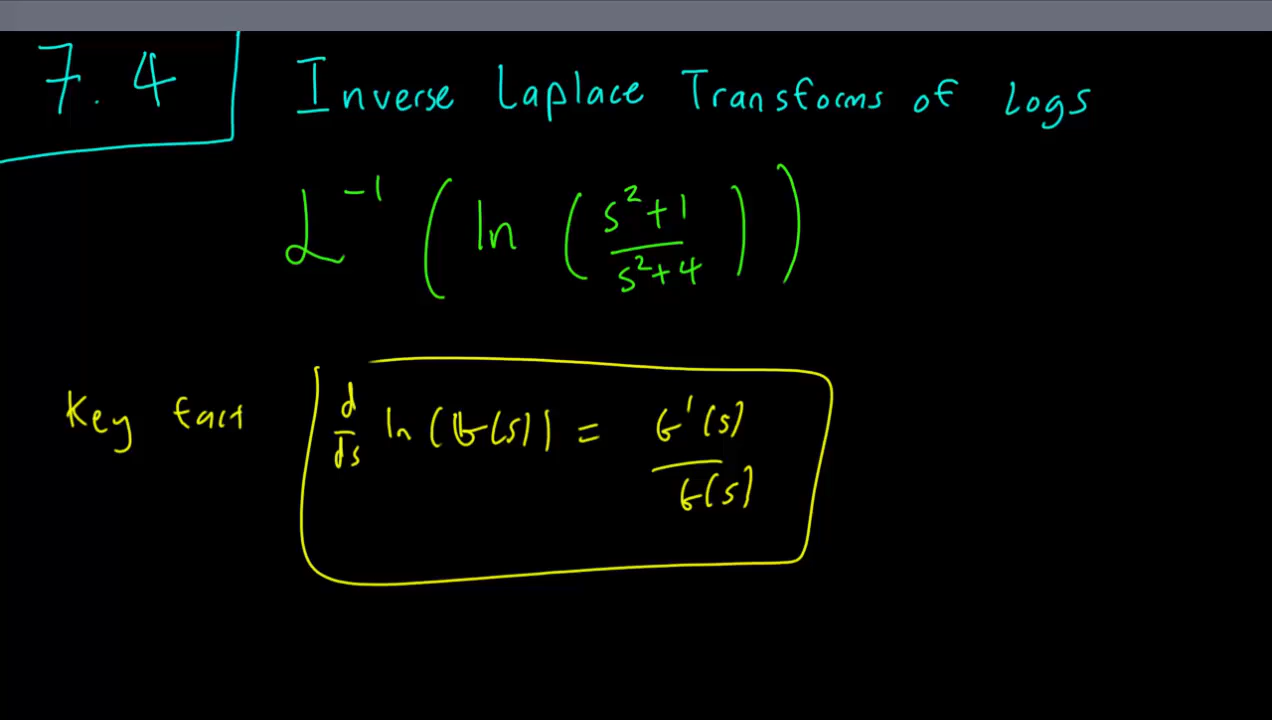 7.4 Inverse Laplace Transforms of Logs
ℒ⁻¹ ( ln ( (s²+1)/(s²+4) ) )
Key fact d/ds ln(G(s)) = G'(s)/G(s)